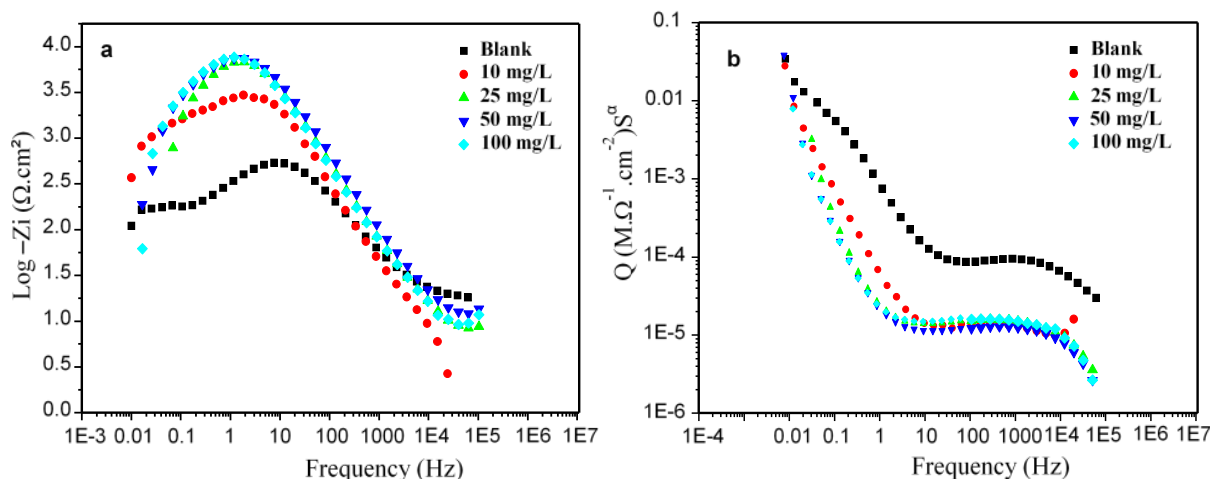 a
Log –Zi (Ω.cm²)
4.0
3.5
3.0
2.5
2.0
1.5
1.0
0.5
0.0
1E-3 0.01 0.1 1 10 100 1000 1E4 1E5 1E6 1E7
Frequency (Hz)
Blank
10 mg/L
25 mg/L
50 mg/L
100 mg/L
b
Q (M.Ω⁻¹.cm⁻²)Sᵅ
0.1
0.01
1E-3
1E-4
1E-5
1E-6
1E-4 0.01 0.1 1 10 100 1000 1E4 1E5 1E6 1E7
Frequency (Hz)
Blank
10 mg/L
25 mg/L
50 mg/L
100 mg/L